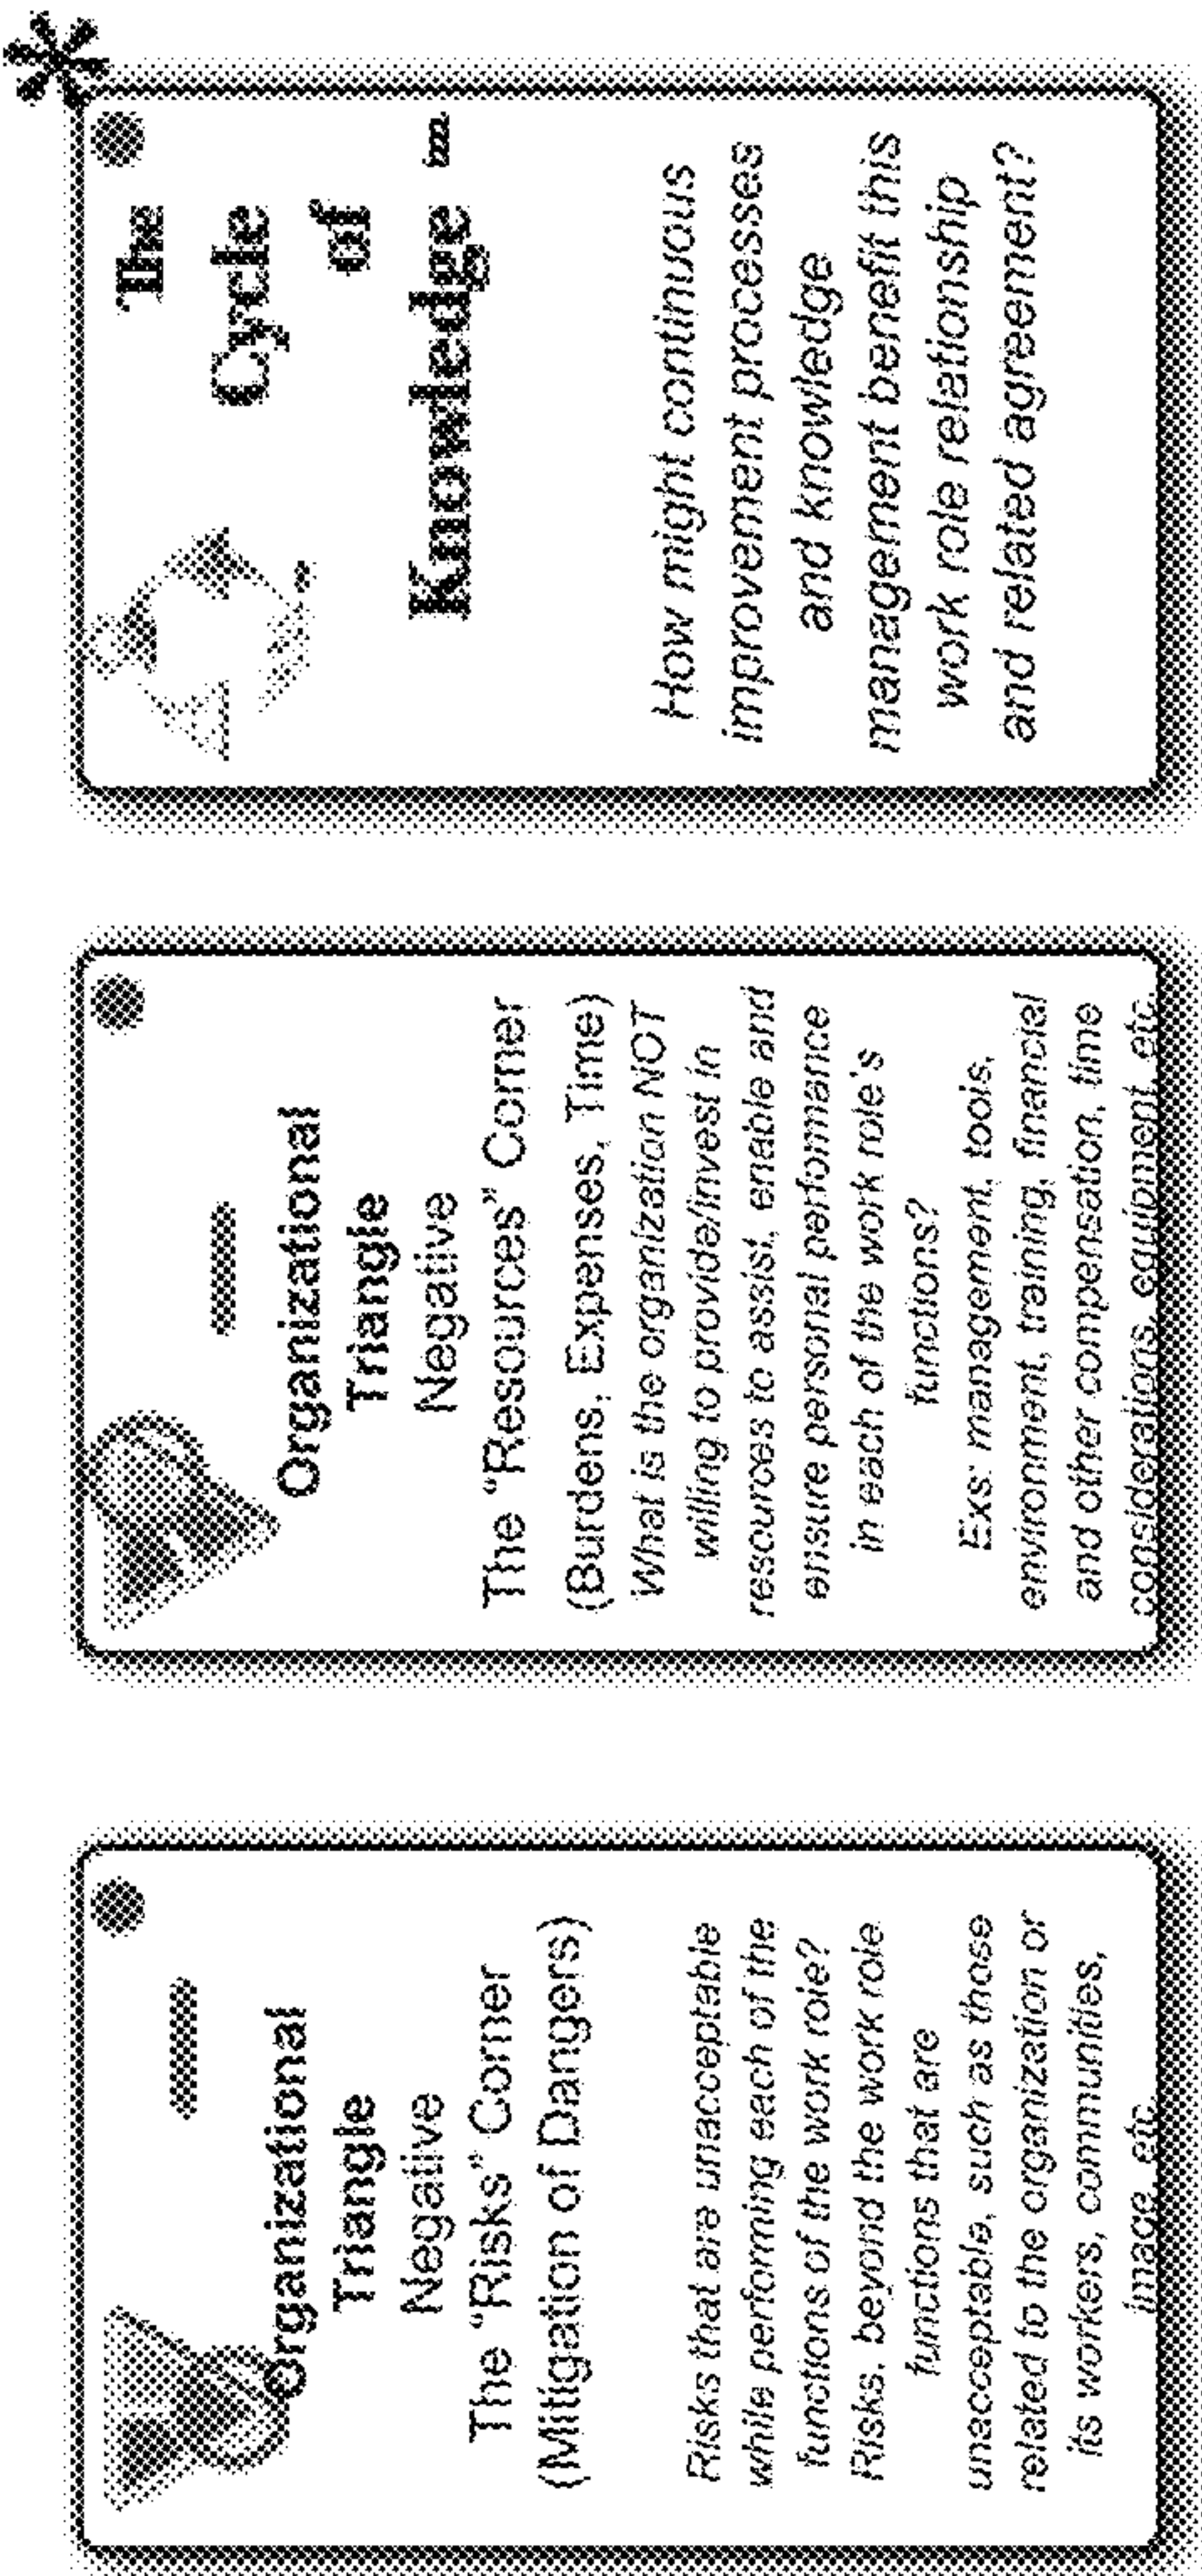 Organizational
Triangle
Negative
The “Risks” Corner
(Mitigation of Dangers)
Risks that are unacceptable
while performing each of the
functions of the work role?
Risks, beyond the work role
functions that are
unacceptable, such as those
related to the organization or
its workers, communities,
image, etc.
Organizational
Triangle
Negative
The “Resources” Corner
(Burdens, Expenses, Time)
What is the organization NOT
willing to provide/invest in
resources to assist, enable and
ensure personal perfomance
in each of the work role's
functions?
Exs: management, tools,
environment, training, financial
and other compensation, time
considerations, equipment, etc.
*
The
Cycle
of
Knowledge
How might continuous
improvement processes
and knowledge
management benefit this
work role relationship
and related agreement?